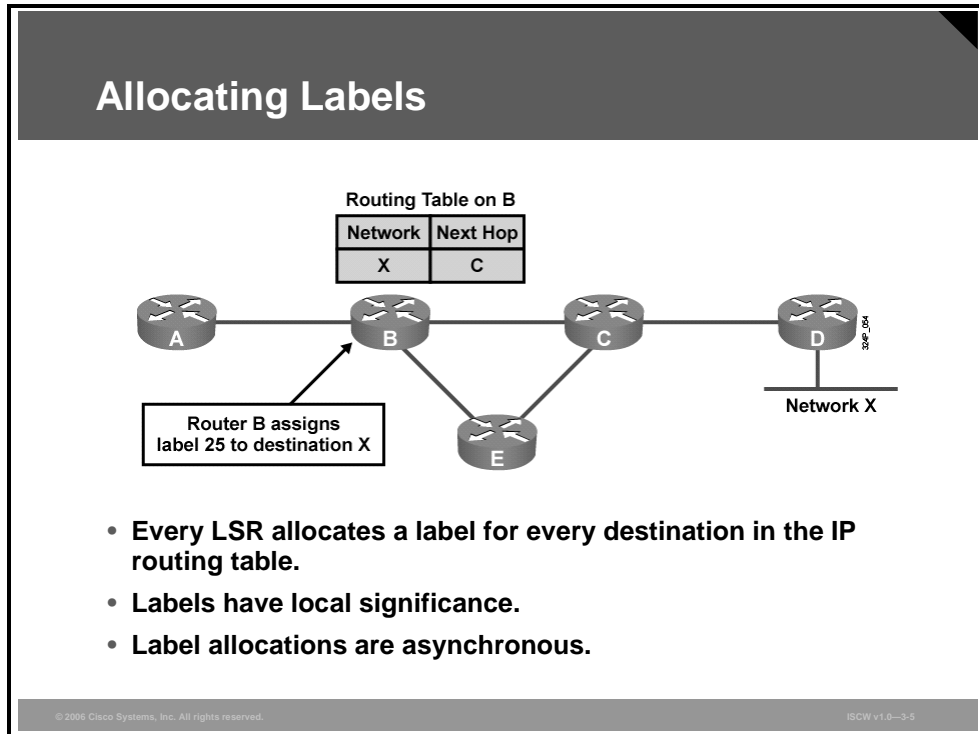 Allocating Labels
Routing Table on B
Network Next Hop
X C
A
B
C
D
E
324P_054
Network X
Router B assigns
label 25 to destination X
• Every LSR allocates a label for every destination in the IP
routing table.
• Labels have local significance.
• Label allocations are asynchronous.
© 2006 Cisco Systems, Inc. All rights reserved.
ISCW v1.0—3-5